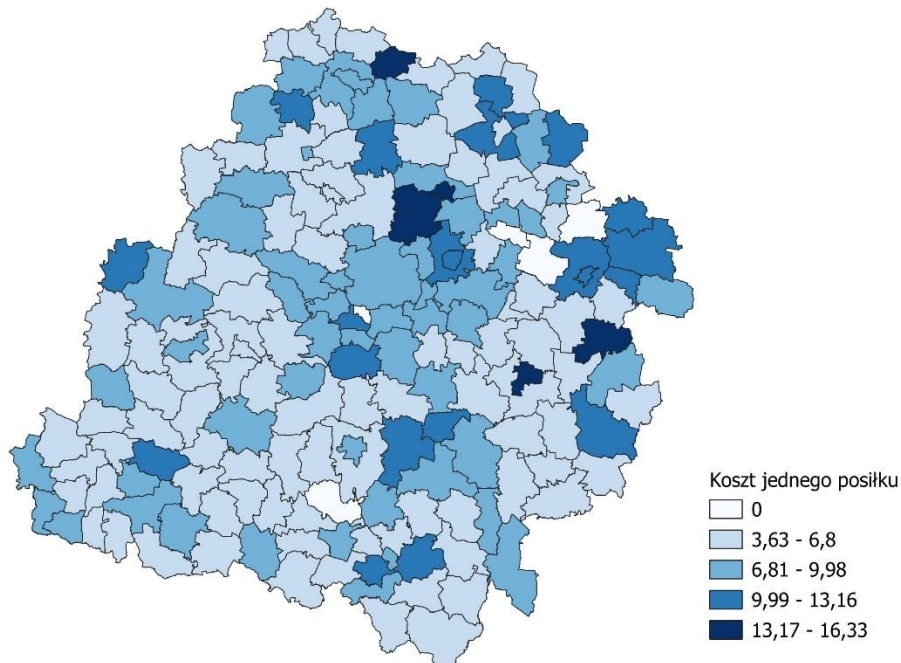 Koszt jednego posiłku
0
3,63 - 6,8
6,81 - 9,98
9,99 - 13,16
13,17 - 16,33